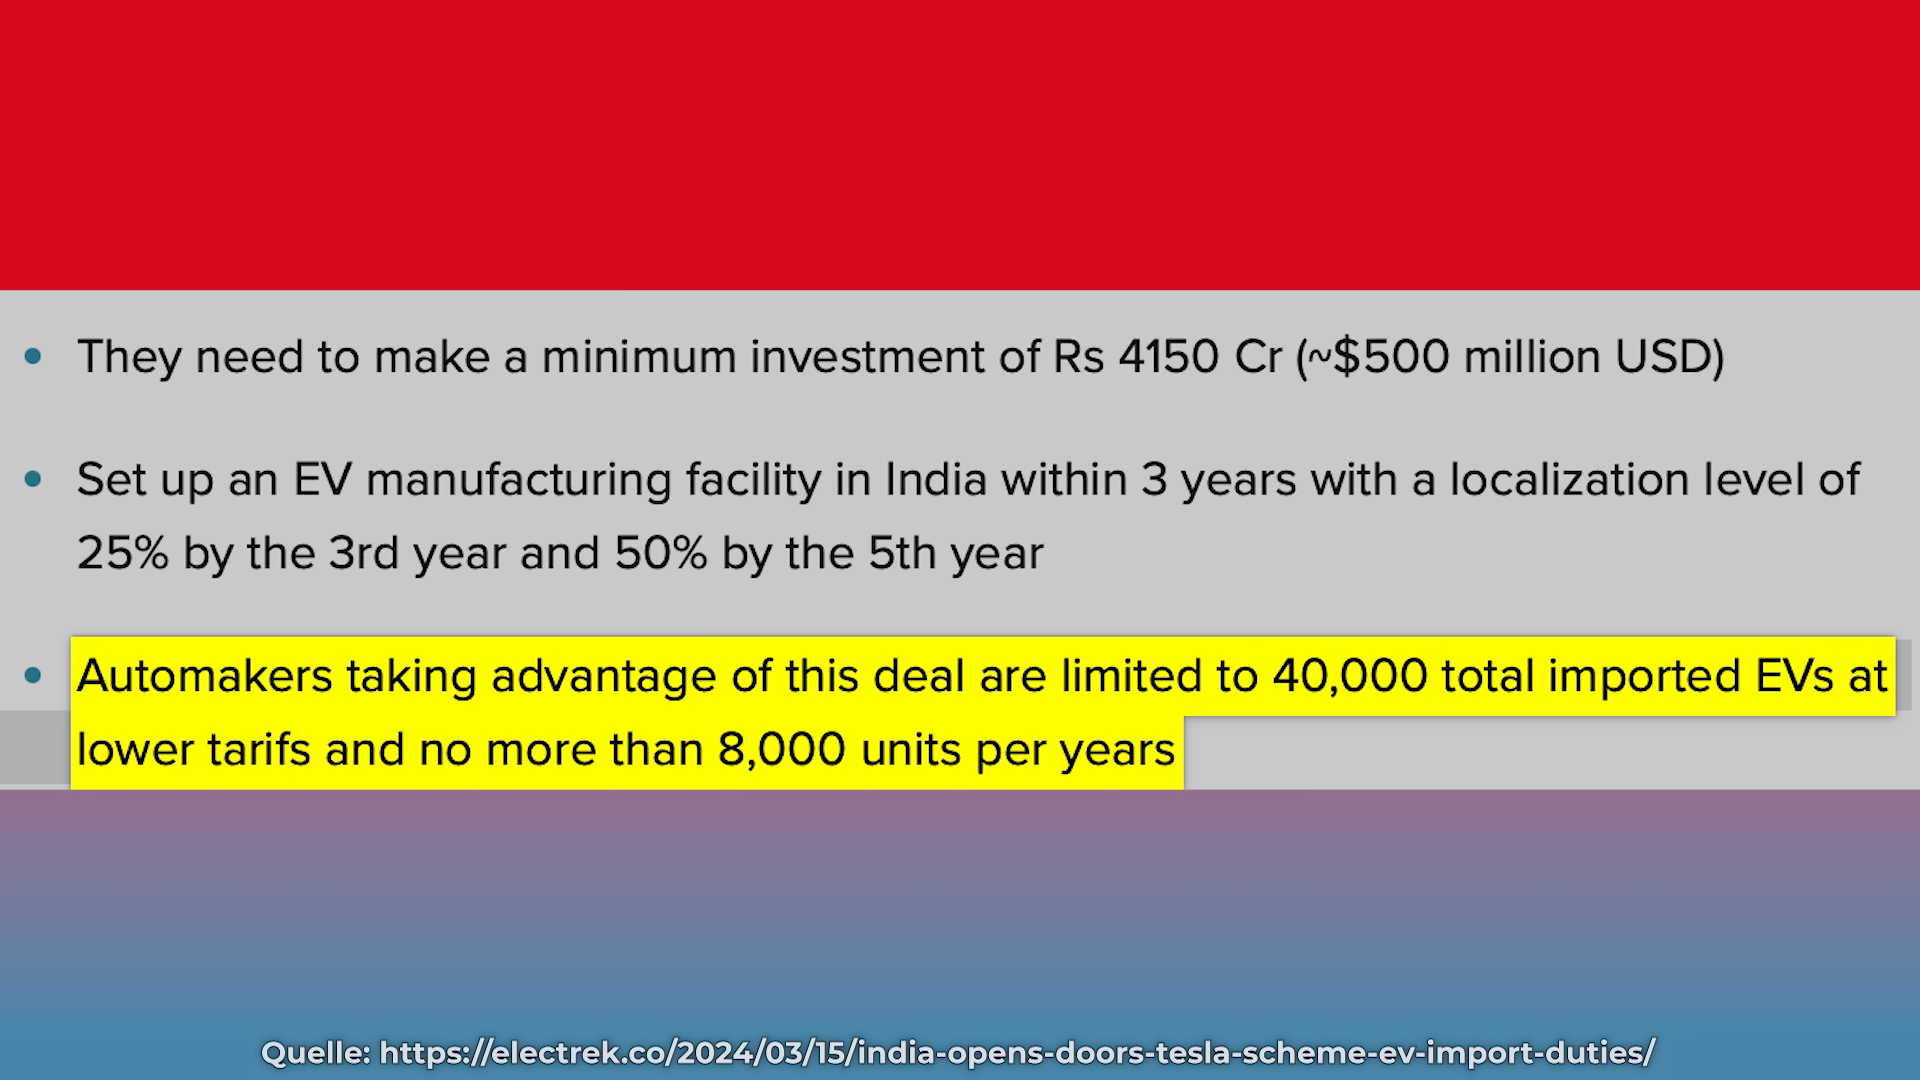 • They need to make a minimum investment of Rs 4150 Cr (~$500 million USD)
• Set up an EV manufacturing facility in India within 3 years with a localization level of
25% by the 3rd year and 50% by the 5th year
• Automakers taking advantage of this deal are limited to 40,000 total imported EVs at
lower tarifs and no more than 8,000 units per years
Quelle: https://electrek.co/2024/03/15/india-opens-doors-tesla-scheme-ev-import-duties/